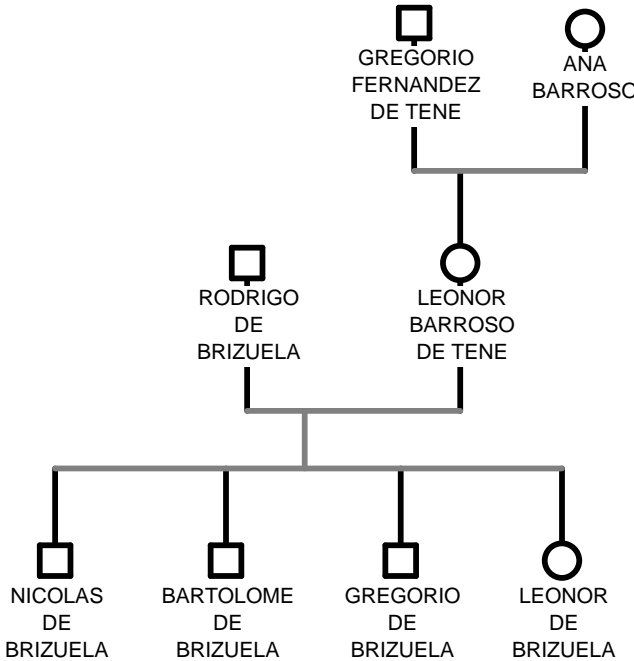 GREGORIO
FERNANDEZ
DE TENE
ANA
BARROSO
RODRIGO
DE
BRIZUELA
LEONOR
BARROSO
DE TENE
NICOLAS
DE
BRIZUELA
BARTOLOME
DE
BRIZUELA
GREGORIO
DE
BRIZUELA
LEONOR
DE
BRIZUELA